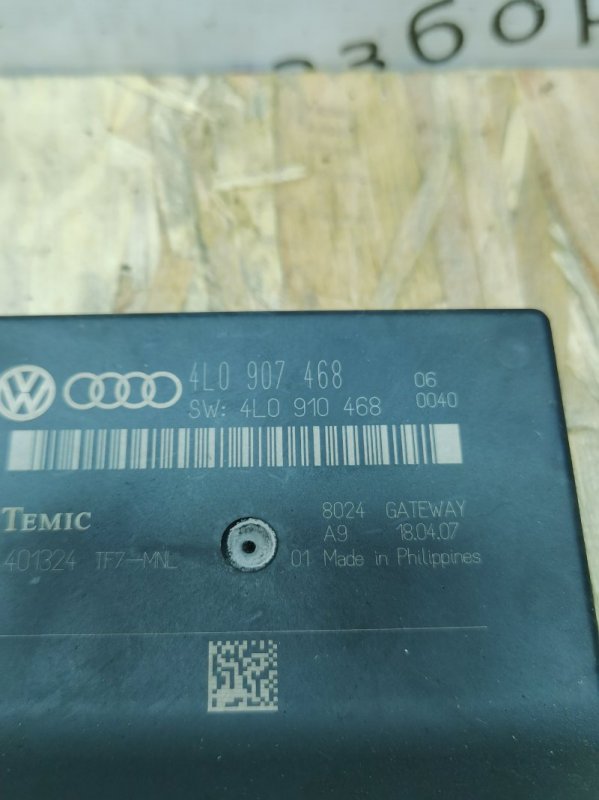 збор
4L0 907 468 06
SW: 4L0 910 468 0040
TEMIC 8024 GATEWAY
A9 18.04.07
401324 TF7-MNL 01 Made in Philippines